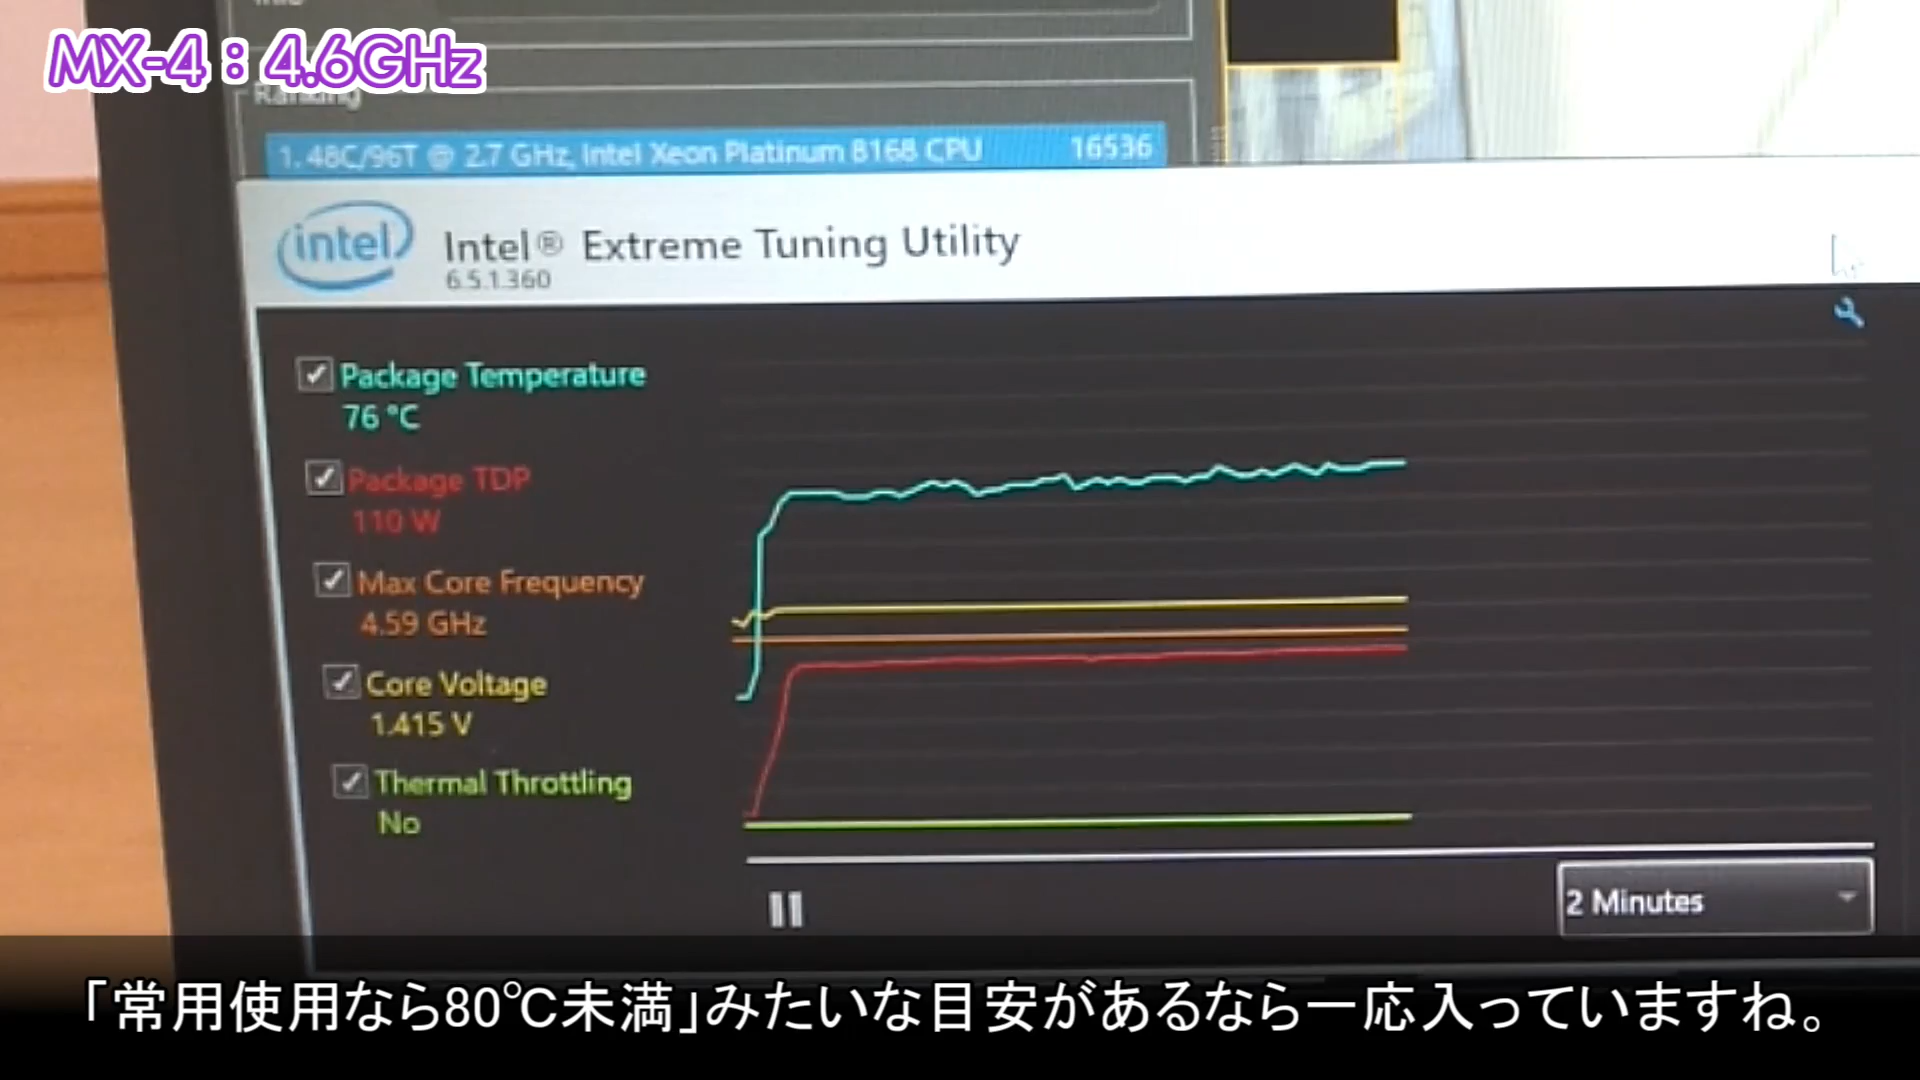 MX-4：4.6GHz
Ranking
1. 48C/96T @ 2.7 GHz, Intel Xeon Platinum 8168 CPU 16536
intel Intel® Extreme Tuning Utility
6.5.1.360
Package Temperature
76 °C
Package TDP
110 W
Max Core Frequency
4.59 GHz
Core Voltage
1.415 V
Thermal Throttling
No
2 Minutes
「常用使用なら80℃未満」みたいな目安があるなら一応入っていますね。